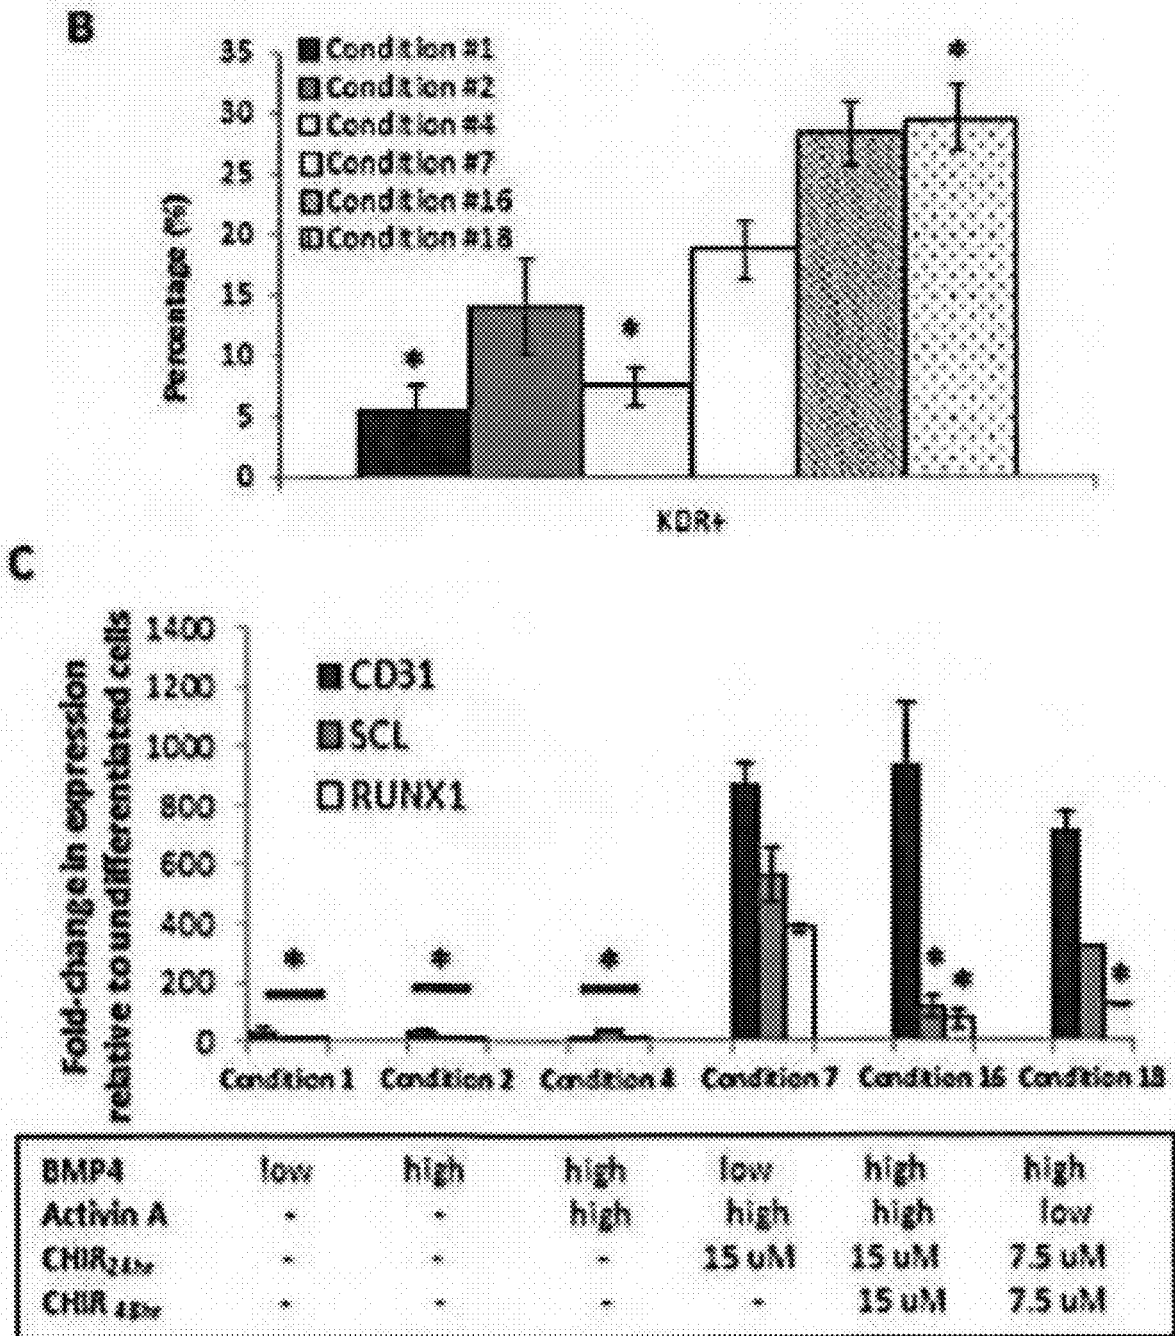 B
35
30
25
20
15
10
5
0
Percentage (%)
Condition #1
Condition #2
Condition #4
Condition #7
Condition #16
Condition #18
*
*
*
KDR+
C
Fold-change in expression
relative to undifferentiated cells
1400
1200
1000
800
600
400
200
0
CD31
SCL
RUNX1
* * * * * * *
Condition 1 Condition 2 Condition 4 Condition 7 Condition 16 Condition 18
BMP4 low high high low high high
Activin A - - high high high low
CHIR24hr - - - 15 uM 15 uM 7.5 uM
CHIR 48hr - - - - 15 uM 7.5 uM